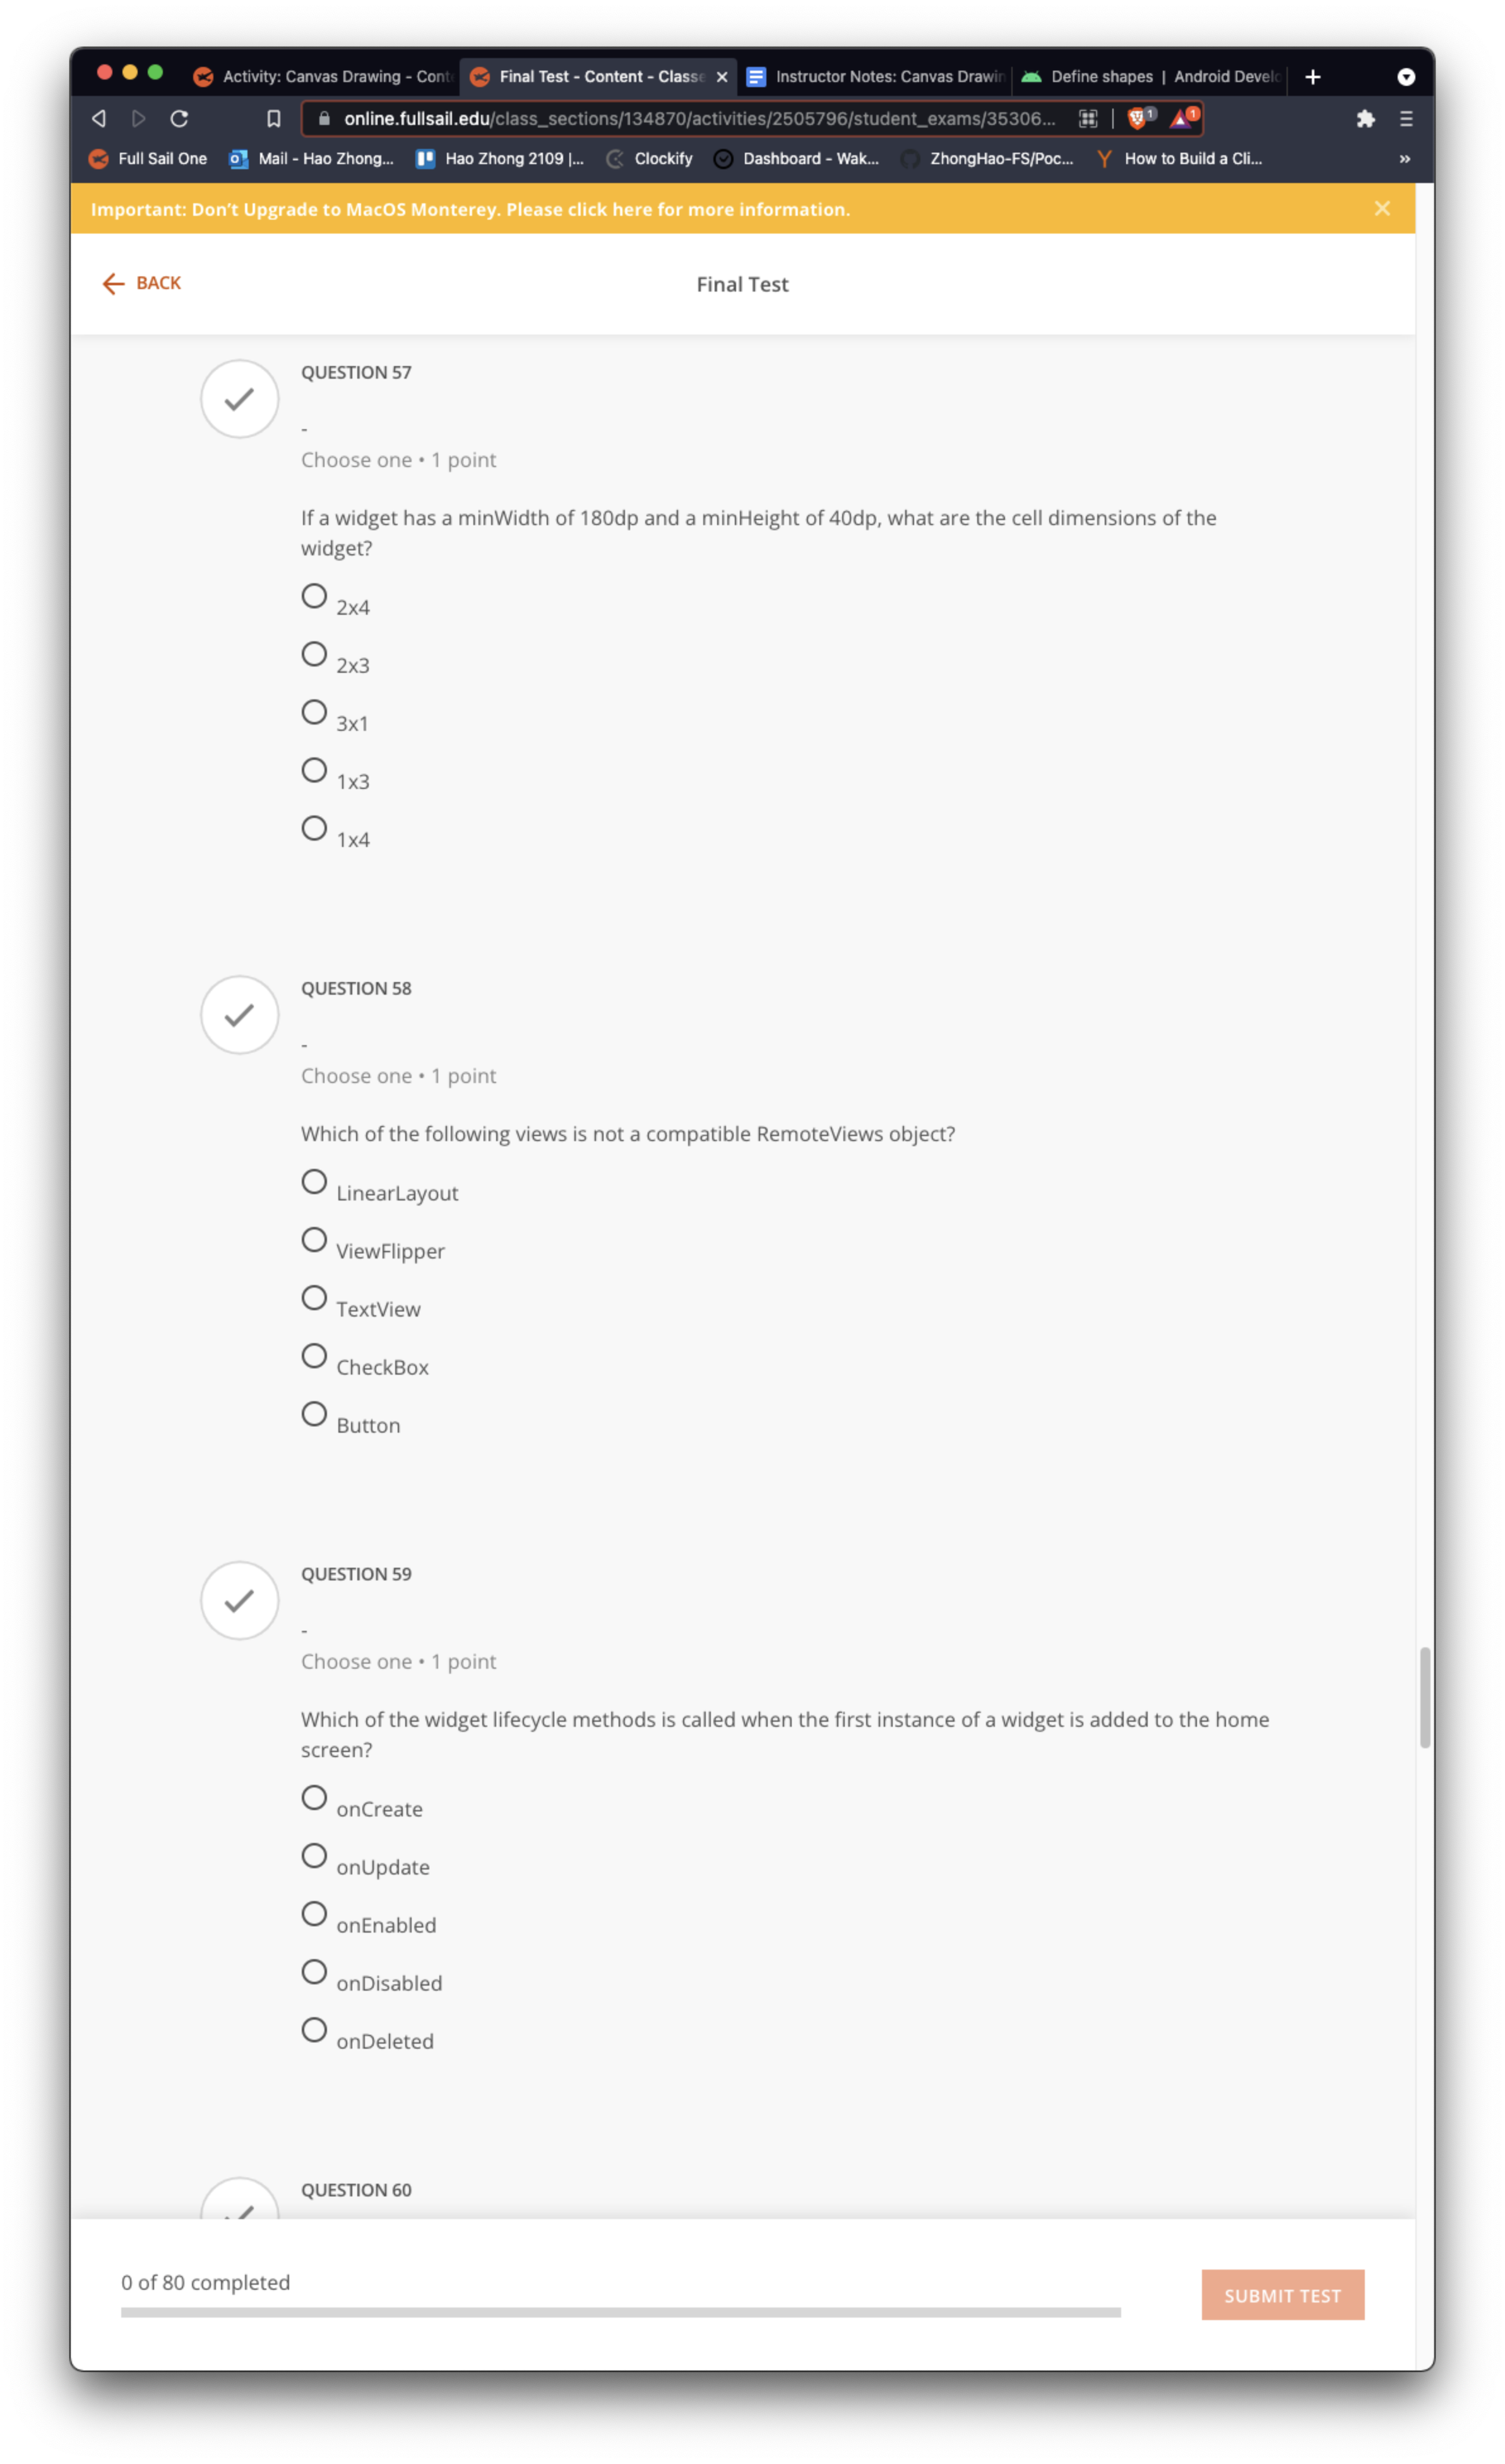 Activity: Canvas Drawing - Conte
Final Test - Content - Classe
Instructor Notes: Canvas Drawin
Define shapes | Android Develo
online.fullsail.edu/class_sections/134870/activities/2505796/student_exams/35306...
1
1
Full Sail One
Mail - Hao Zhong...
Hao Zhong 2109 |...
Clockify
Dashboard - Wak...
ZhongHao-FS/Poc...
How to Build a Cli...
»
Important: Don't Upgrade to MacOS Monterey. Please click here for more information.
BACK
Final Test
QUESTION 57
-
Choose one • 1 point
If a widget has a minWidth of 180dp and a minHeight of 40dp, what are the cell dimensions of the
widget?
2x4
2x3
3x1
1x3
1x4
QUESTION 58
-
Choose one • 1 point
Which of the following views is not a compatible RemoteViews object?
LinearLayout
ViewFlipper
TextView
CheckBox
Button
QUESTION 59
-
Choose one • 1 point
Which of the widget lifecycle methods is called when the first instance of a widget is added to the home
screen?
onCreate
onUpdate
onEnabled
onDisabled
onDeleted
QUESTION 60
0 of 80 completed
SUBMIT TEST